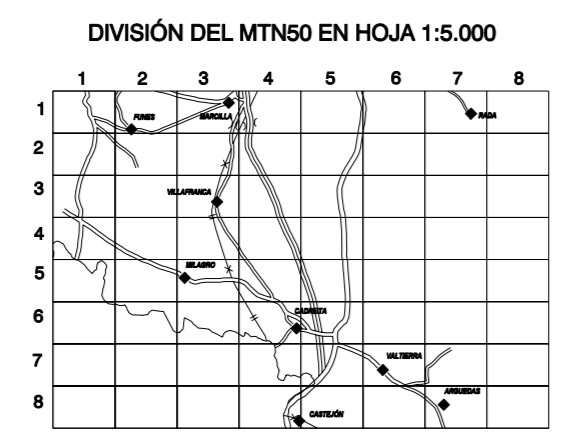 DIVISIÓN DEL MTN50 EN HOJA 1:5.000
1 2 3 4 5 6 7 8
1
FUNES
MARCILLA
RADA
2
3
VILLAFRANCA
4
5
MILAGRO
6
CADREITA
7
VALTIERRA
ARGUEDAS
8
CASTEJÓN